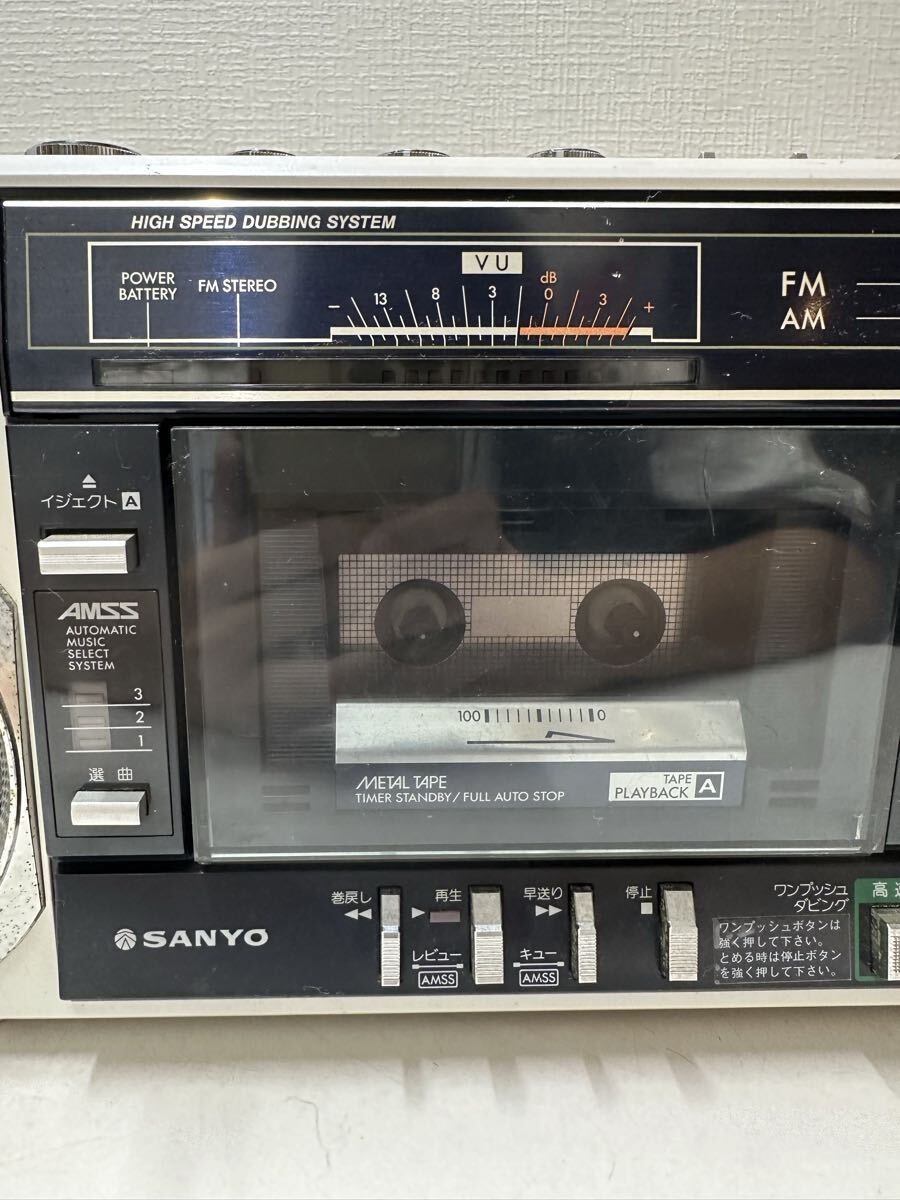 HIGH SPEED DUBBING SYSTEM
POWER
BATTERY
FM STEREO
VU
dB
− 13 8 3 0 3 +
FM
AM
イジェクト A
AMSS
AUTOMATIC
MUSIC
SELECT
SYSTEM
3
2
1
選曲
100 0
METAL TAPE
TIMER STANDBY/FULL AUTO STOP
TAPE
PLAYBACK A
SANYO
巻戻し
再生
早送り
停止
レビュー
AMSS
キュー
AMSS
ワンプッシュ
ダビング
ワンプッシュボタンは
強く押して下さい。
とめる時は停止ボタン
を強く押して下さい。
高速